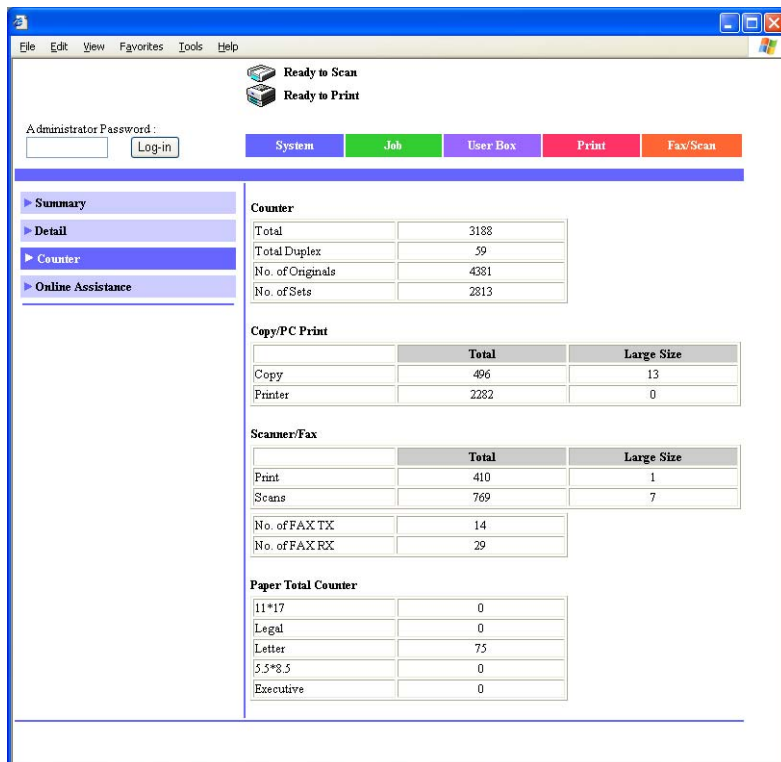 File Edit View Favorites Tools Help
Ready to Scan
Ready to Print
Administrator Password :
Log-in
System Job User Box Print Fax/Scan
Summary
Detail
Counter
Online Assistance
Counter
Total 3188
Total Duplex 59
No. of Originals 4381
No. of Sets 2813
Copy/PC Print
Total Large Size
Copy 496 13
Printer 2282 0
Scanner/Fax
Total Large Size
Print 410 1
Scans 769 7
No. of FAX TX 14
No. of FAX RX 29
Paper Total Counter
11*17 0
Legal 0
Letter 75
5.5*8.5 0
Executive 0